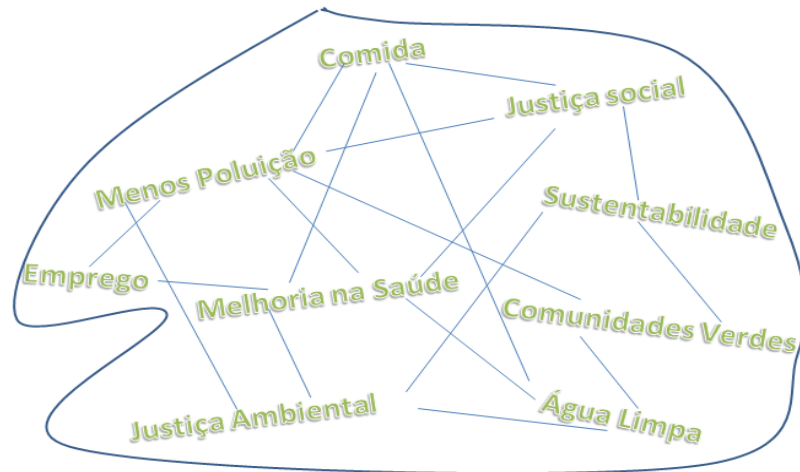 Comida
Justiça social
Menos Poluição
Sustentabilidade
Emprego
Melhoria na Saúde
Comunidades Verdes
Justiça Ambiental
Água Limpa